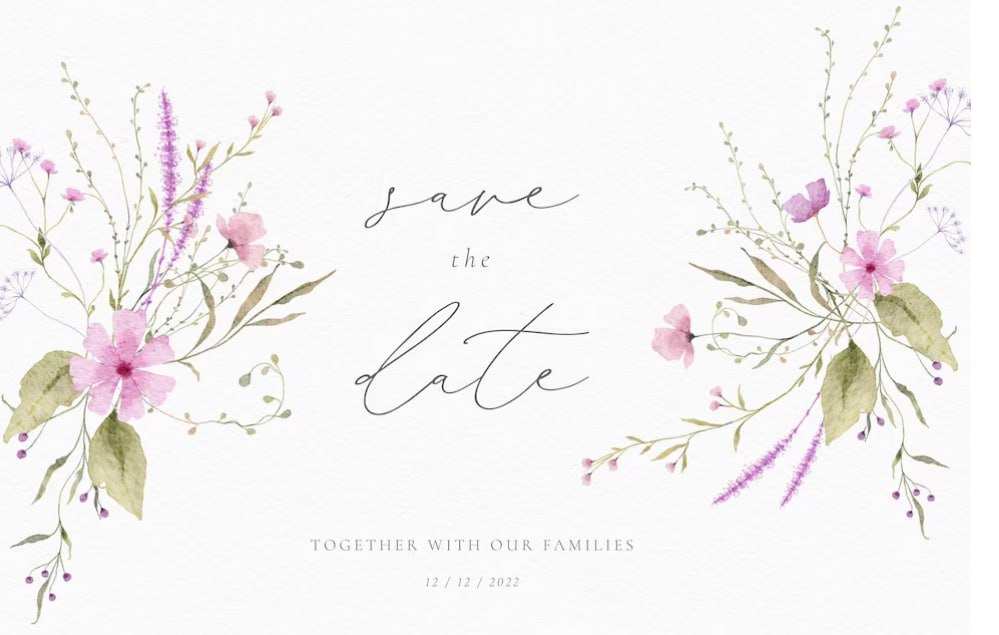 save
the
date
TOGETHER WITH OUR FAMILIES
12 / 12 / 2022